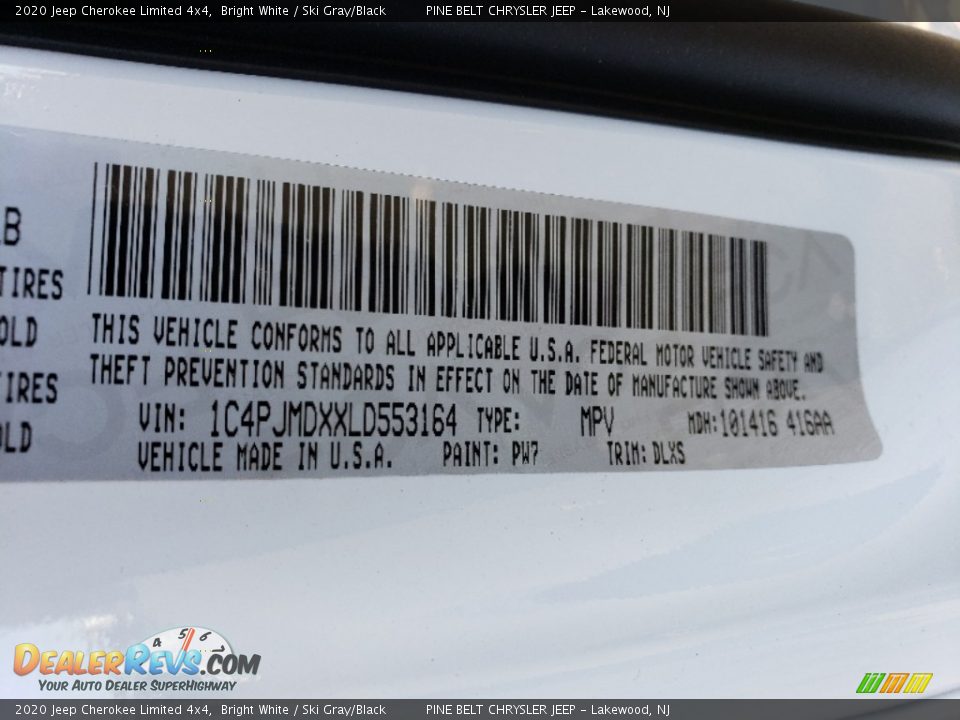 2020 Jeep Cherokee Limited 4x4, Bright White / Ski Gray/Black PINE BELT CHRYSLER JEEP - Lakewood, NJ
B
TIRES
OLD
TIRES
OLD
THIS VEHICLE CONFORMS TO ALL APPLICABLE U.S.A. FEDERAL MOTOR VEHICLE SAFETY AND
THEFT PREVENTION STANDARDS IN EFFECT ON THE DATE OF MANUFACTURE SHOWN ABOVE.
VIN: 1C4PJMDXXLD553164 TYPE: MPV MDH:101416 416AA
VEHICLE MADE IN U.S.A. PAINT: PW7 TRIM: DLXS
4 5 6
DEALERREVS.COM
YOUR AUTO DEALER SUPERHIGHWAY
2020 Jeep Cherokee Limited 4x4, Bright White / Ski Gray/Black PINE BELT CHRYSLER JEEP - Lakewood, NJ